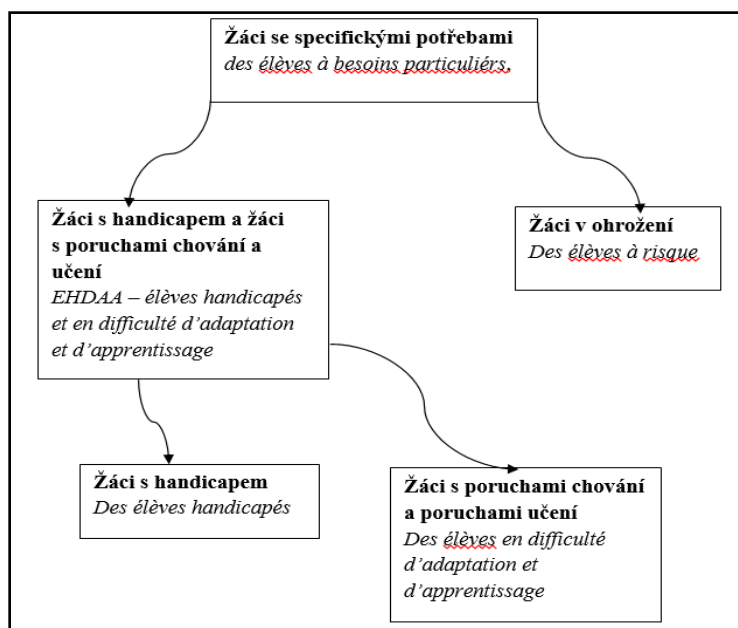 Žáci se specifickými potřebami
des élèves à besoins particuliérs,
Žáci s handicapem a žáci
s poruchami chování a
učení
EHDAA – élèves handicapés
et en difficulté d’adaptation
et d’apprentissage
Žáci v ohrožení
Des élèves à risque
Žáci s handicapem
Des élèves handicapés
Žáci s poruchami chování
a poruchami učení
Des élèves en difficulté
d’adaptation et
d’apprentissage